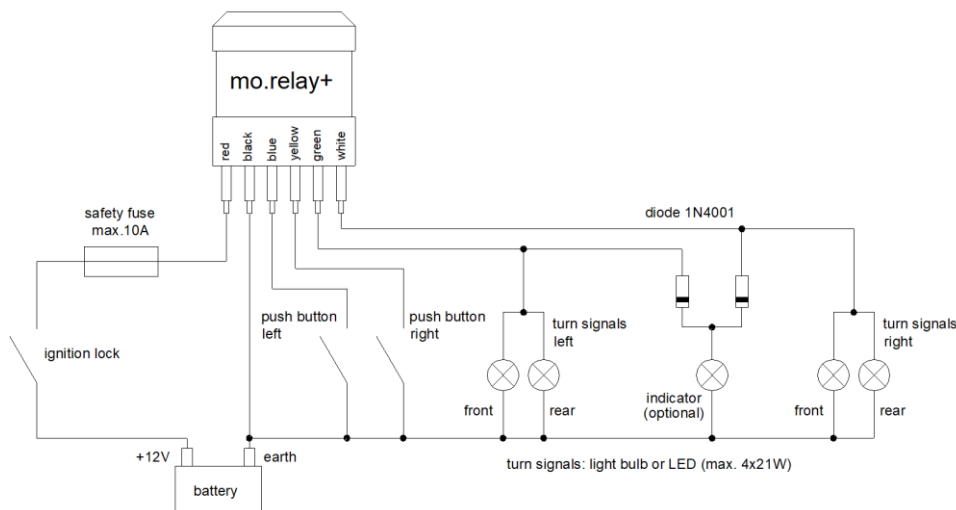 mo.relay+
red
black
blue
yellow
green
white
safety fuse
max.10A
diode 1N4001
push button
left
push button
right
turn signals
left
turn signals
right
ignition lock
front
rear
indicator
(optional)
front
rear
+12V
earth
battery
turn signals: light bulb or LED (max. 4x21W)